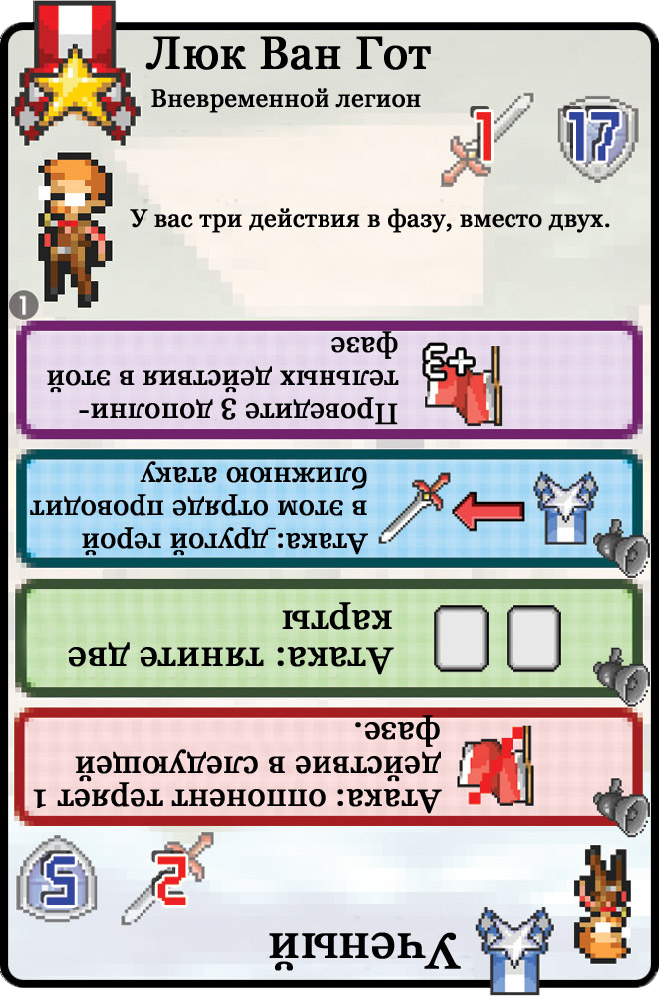 Люк Ван Гот
Вневременной легион
1
17
У вас три действия в фазу, вместо двух.
1
Ученый
2
5
Атака: оппонент теряет 1
действие в следующей
фазе.
Атака: тяните две
карты
Атака: другой герой
в этом отряде проводит
ближнюю атаку
Проведите 3 дополни-
тельных действия в этой
фазе
+3